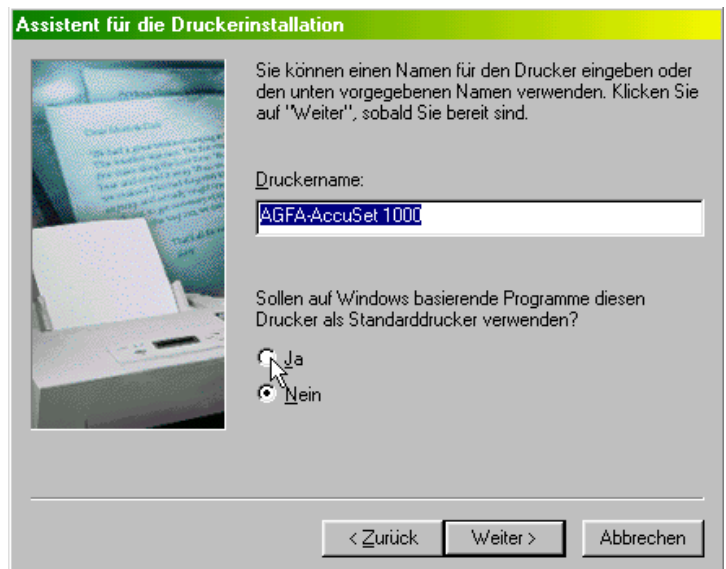 Assistent für die Druckerinstallation
Sie können einen Namen für den Drucker eingeben oder
den unten vorgegebenen Namen verwenden. Klicken Sie
auf "Weiter", sobald Sie bereit sind.
Druckername:
AGFA-AccuSet 1000
Sollen auf Windows basierende Programme diesen
Drucker als Standarddrucker verwenden?
Ja
Nein
< Zurück
Weiter >
Abbrechen